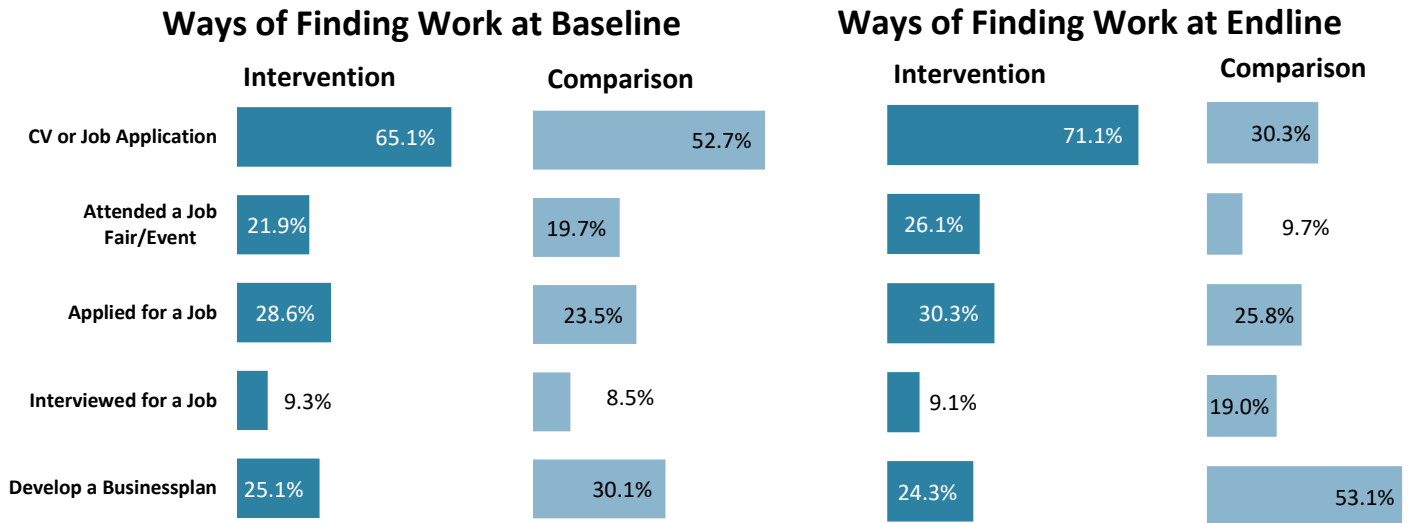 Ways of Finding Work at Baseline
Ways of Finding Work at Endline
Intervention
Comparison
Intervention
Comparison
CV or Job Application
65.1%
52.7%
71.1%
30.3%
Attended a Job
Fair/Event
21.9%
19.7%
26.1%
9.7%
Applied for a Job
28.6%
23.5%
30.3%
25.8%
Interviewed for a Job
9.3%
8.5%
9.1%
19.0%
Develop a Businessplan
25.1%
30.1%
24.3%
53.1%